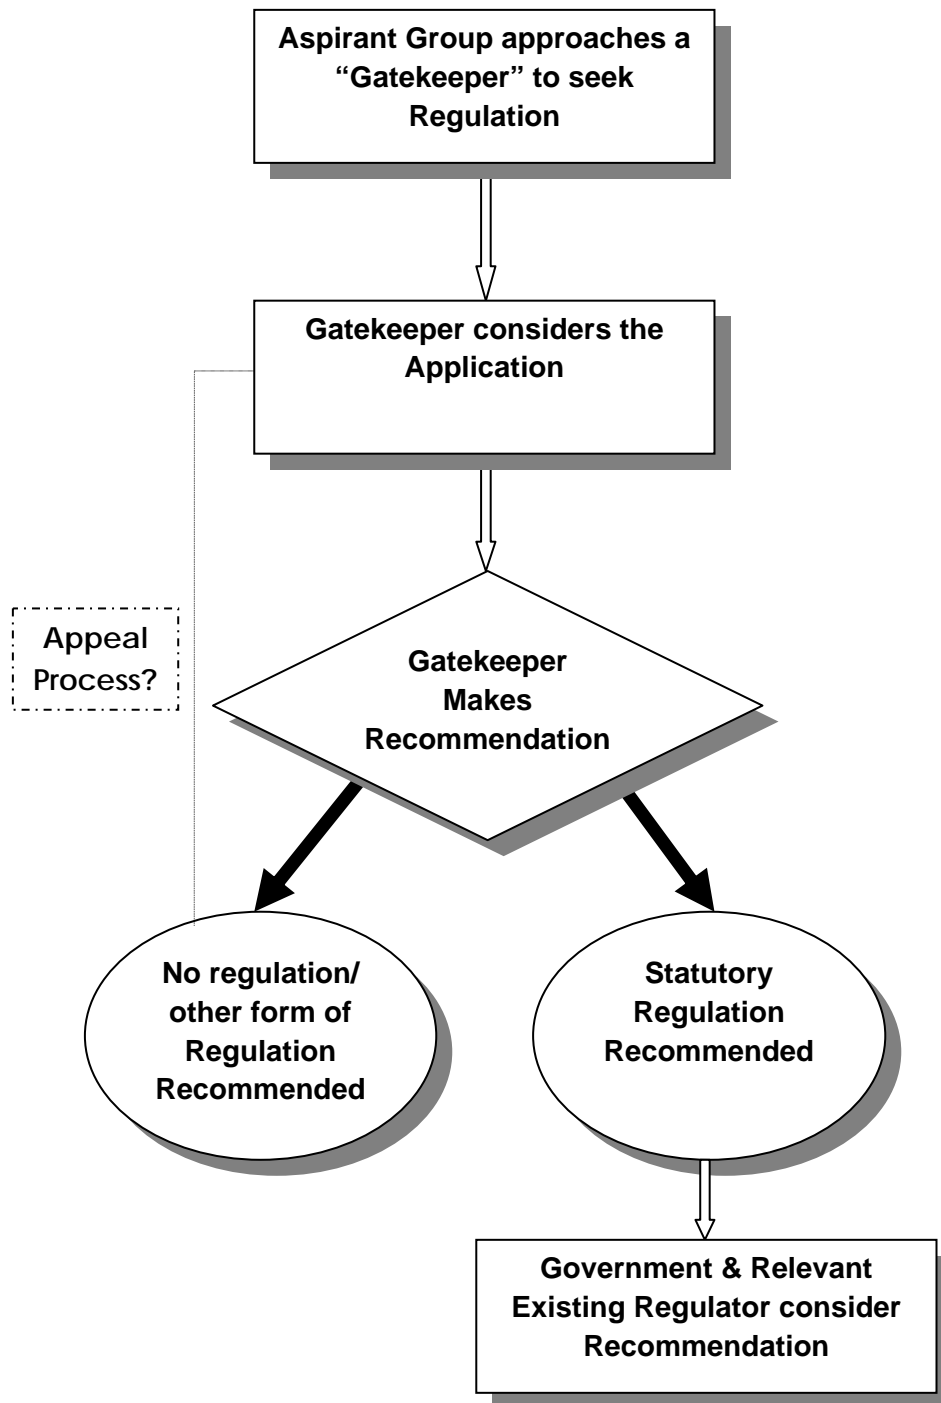 Aspirant Group approaches a
“Gatekeeper” to seek
Regulation
Gatekeeper considers the
Application
Appeal
Process?
Gatekeeper
Makes
Recommendation
No regulation/
other form of
Regulation
Recommended
Statutory
Regulation
Recommended
Government & Relevant
Existing Regulator consider
Recommendation